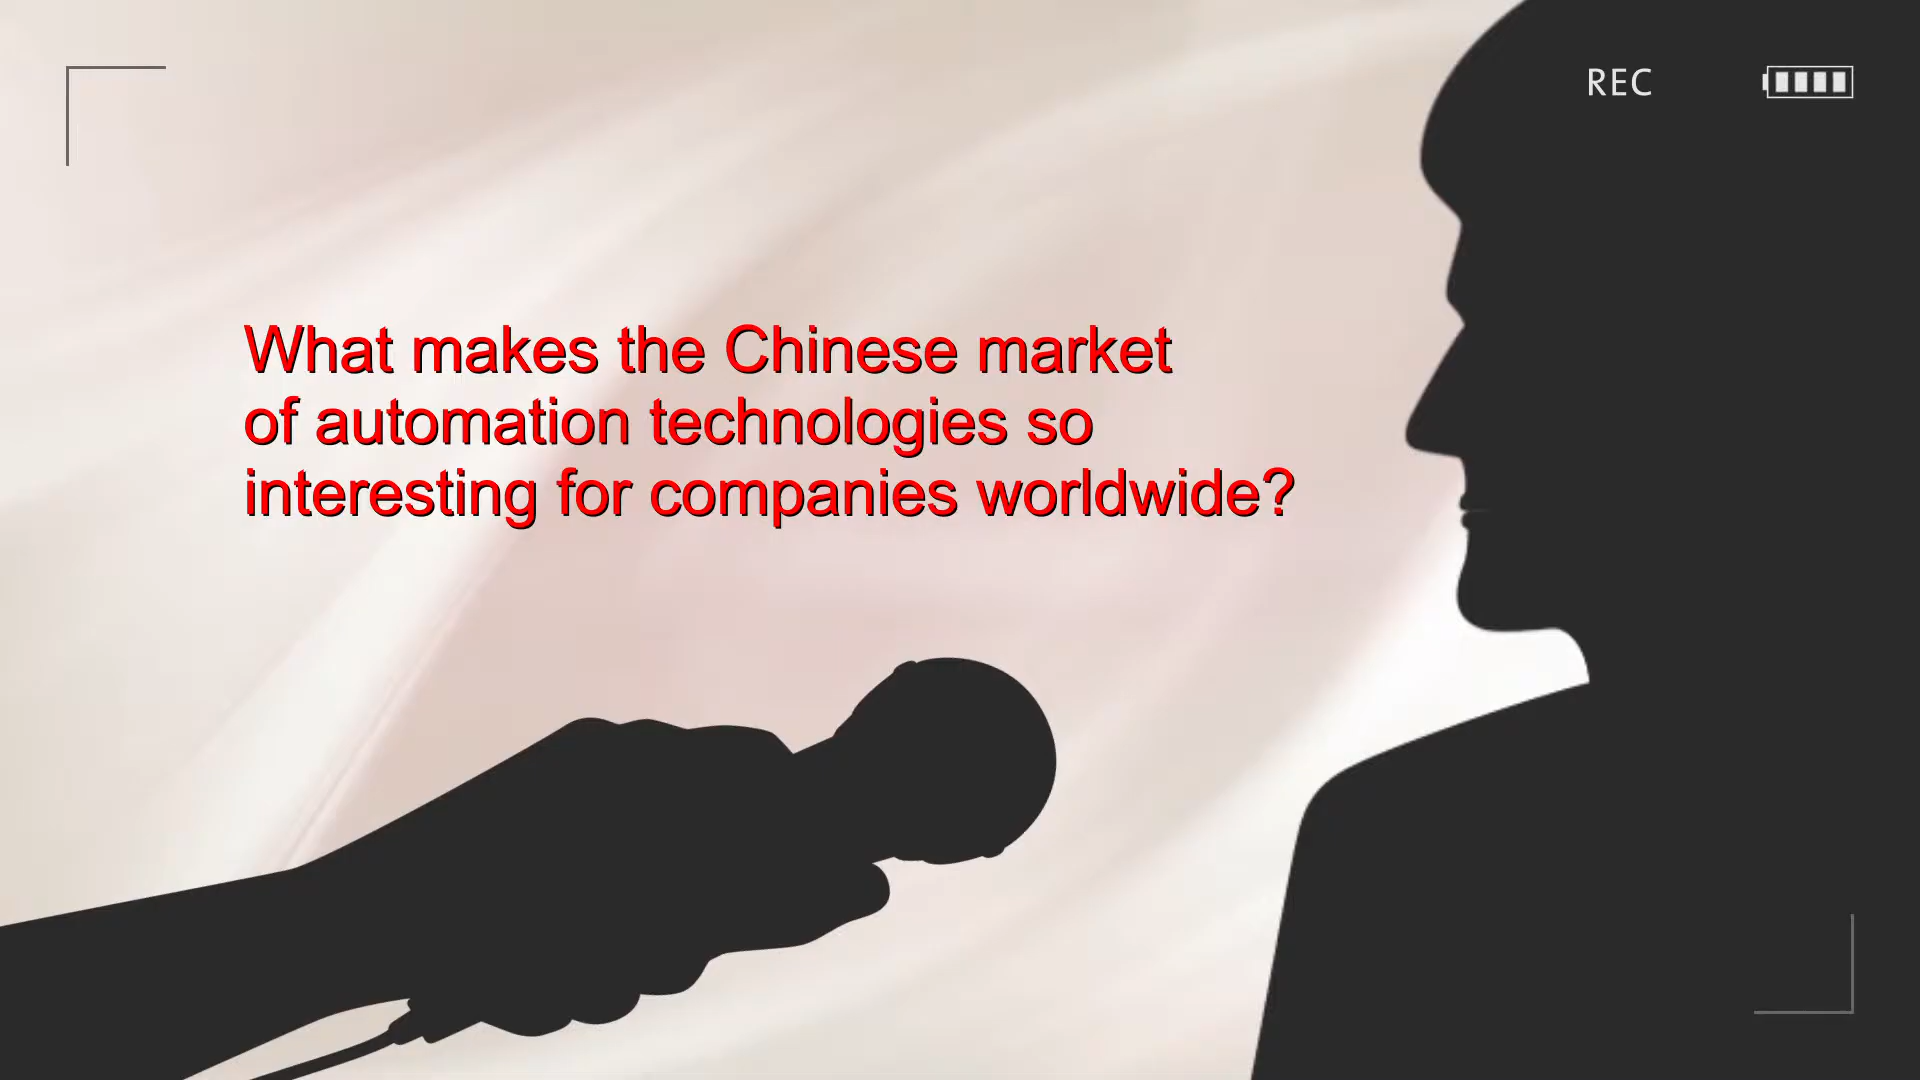 REC
What makes the Chinese market
of automation technologies so
interesting for companies worldwide?